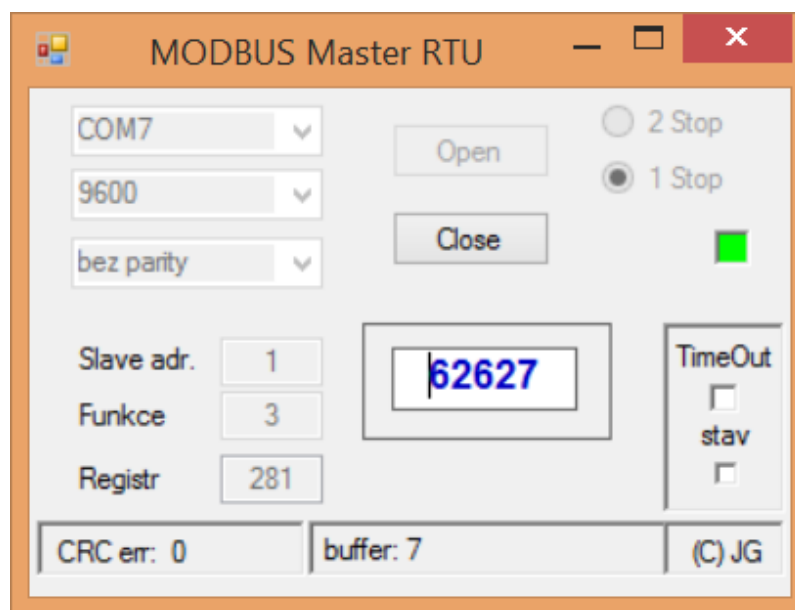 MODBUS Master RTU
COM7
Open
2 Stop
9600
1 Stop
Close
bez parity
Slave adr. 1
62627
TimeOut
Funkce 3
stav
Registr 281
CRC err: 0
buffer: 7
(C) JG